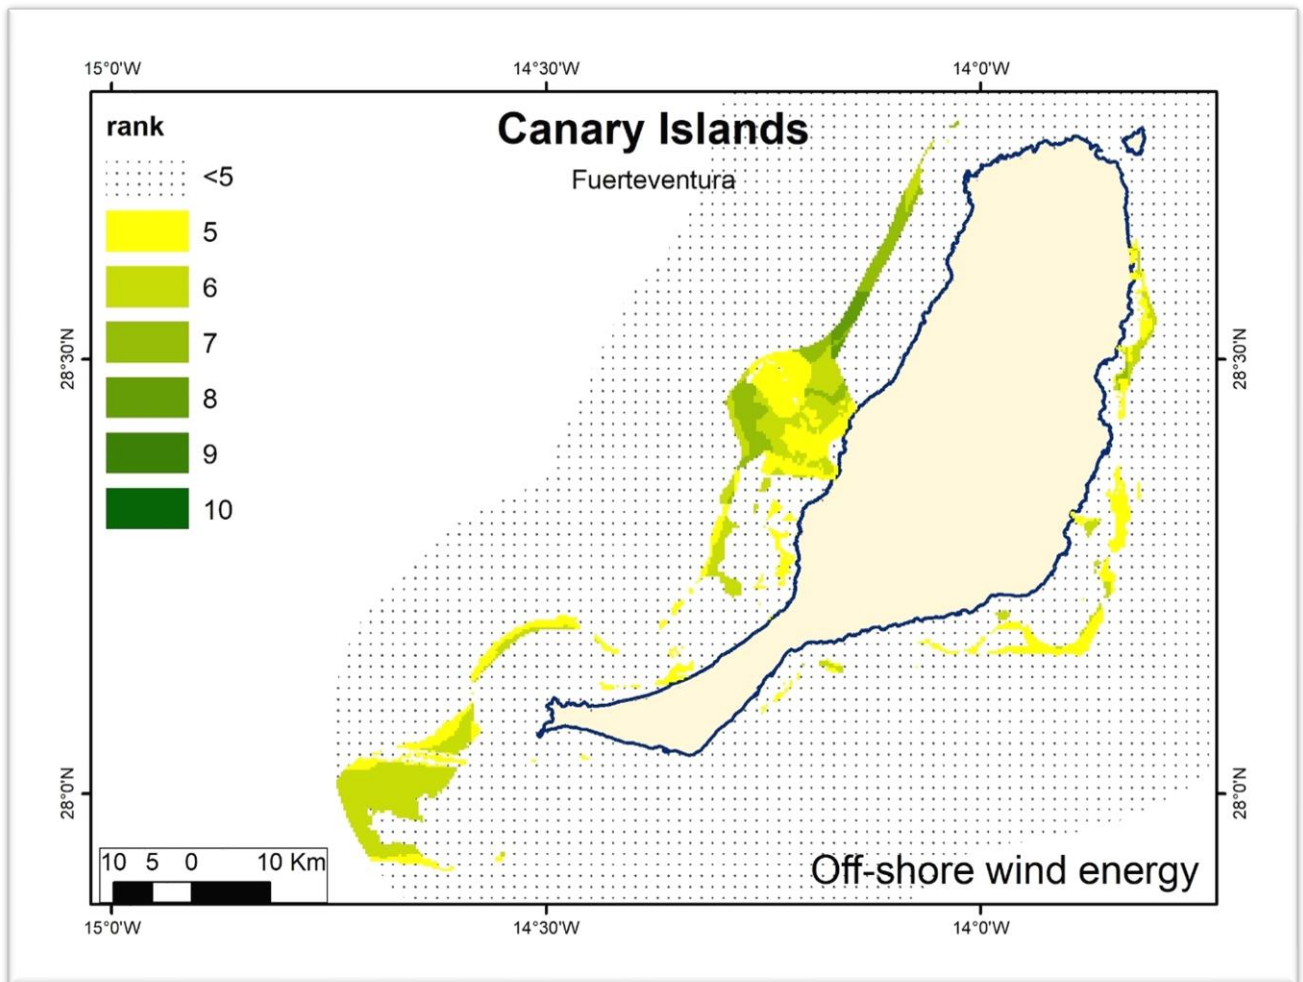 15°0'W 14°30'W 14°0'W
rank
Canary Islands
<5
Fuerteventura
5
6
7
28°30'N
28°30'N
8
9
10
28°0'N
28°0'N
10 5 0 10 Km
Off-shore wind energy
15°0'W 14°30'W 14°0'W